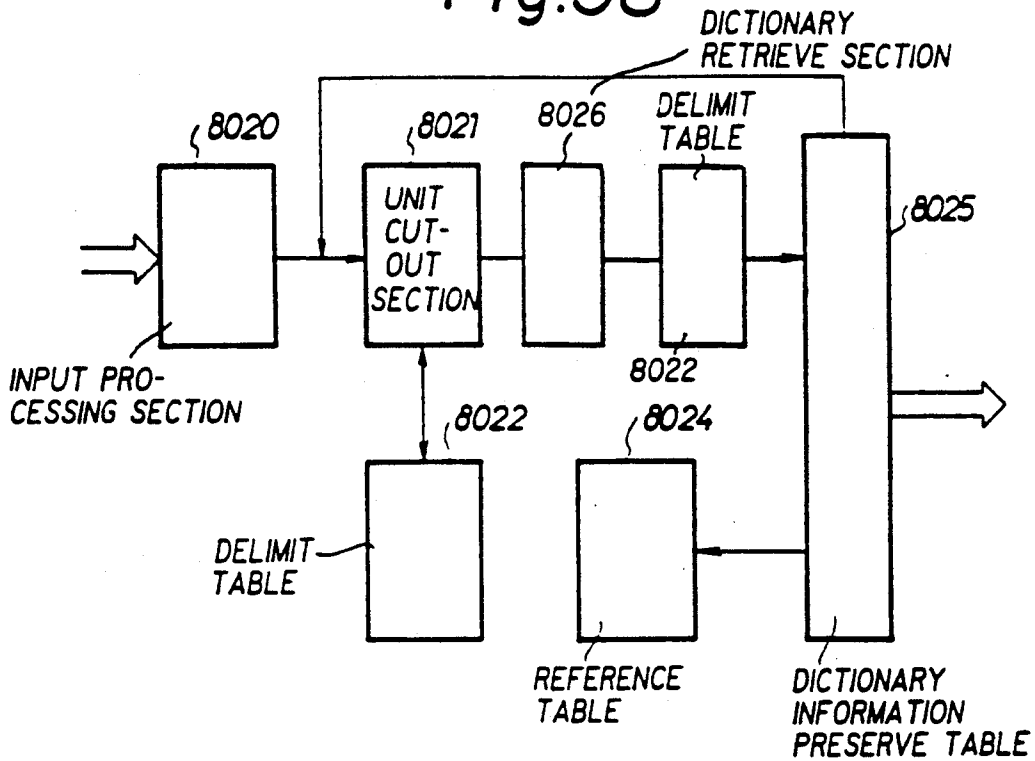 DICTIONARY
RETRIEVE SECTION
8020
8021
8026
DELIMIT
TABLE
UNIT
CUT-
OUT
SECTION
8025
INPUT PRO-
CESSING SECTION
8022
8022
8024
DELIMIT
TABLE
REFERENCE
TABLE
DICTIONARY
INFORMATION
PRESERVE TABLE